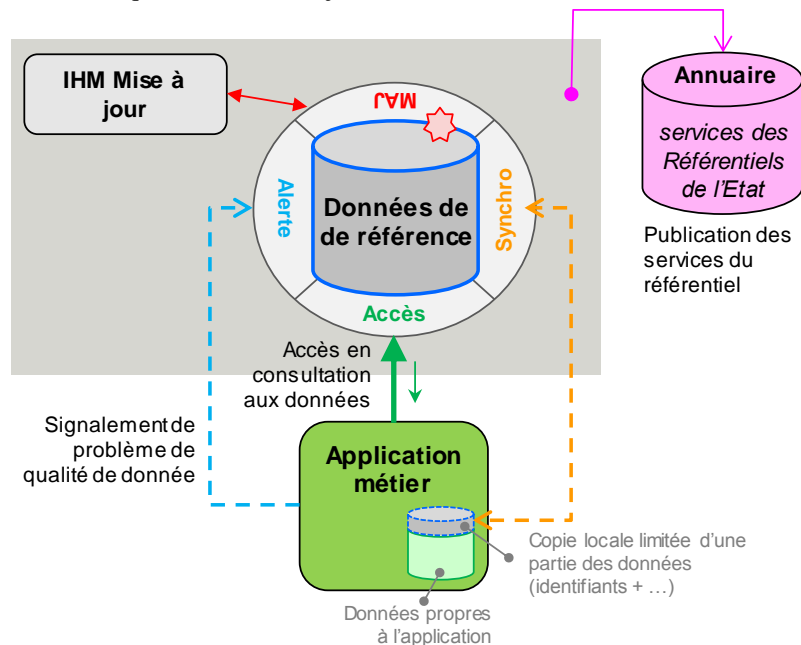 IHM Mise à
jour
MAJ
Alerte
Synchro
Accès
Données de
de référence
Annuaire
services des
Référentiels
de l’Etat
Publication des
services du
référentiel
Accès en
consultation
aux données
Signalement de
problème de
qualité de donnée
Application
métier
Copie locale limitée d’une
partie des données
(identifiants + …)
Données propres
à l’application